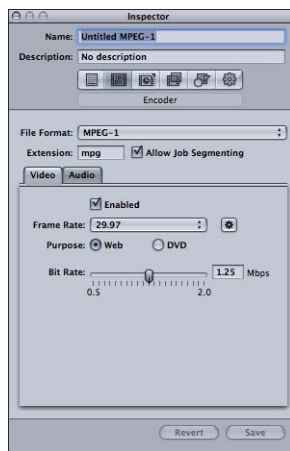 Inspector
Name: Untitled MPEG-1
Description: No description
Encoder
File Format: MPEG-1
Extension: mpg Allow Job Segmenting
Video Audio
Enabled
Frame Rate: 29.97
Purpose: Web DVD
Bit Rate: 1.25 Mbps
0.5 2.0
Revert Save